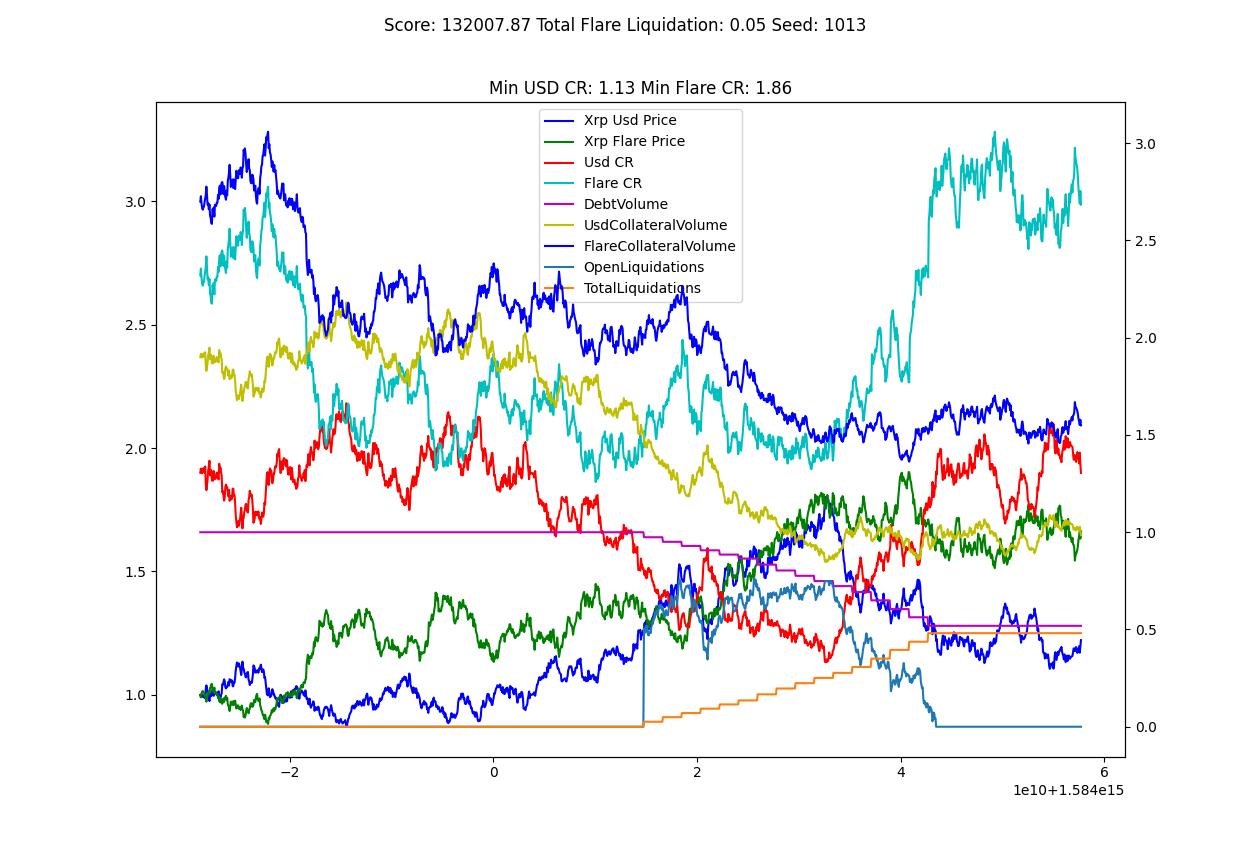 Score: 132007.87 Total Flare Liquidation: 0.05 Seed: 1013
Min USD CR: 1.13 Min Flare CR: 1.86
Xrp Usd Price
Xrp Flare Price
Usd CR
Flare CR
DebtVolume
UsdCollateralVolume
FlareCollateralVolume
OpenLiquidations
TotalLiquidations
3.0
2.5
2.0
1.5
1.0
3.0
2.5
2.0
1.5
1.0
0.5
0.0
−2 0 2 4 6
1e10+1.584e15